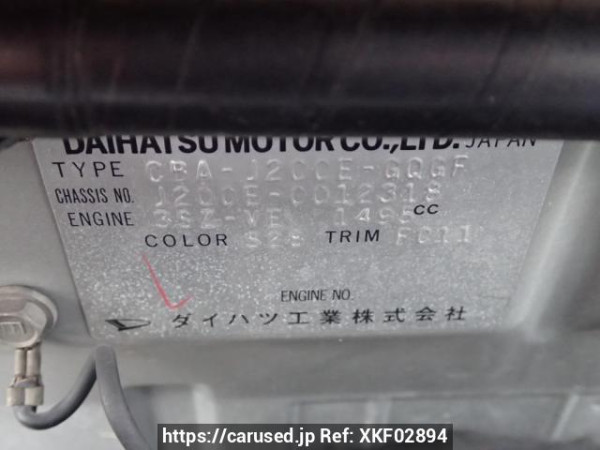 DAIHATSU MOTOR CO.,LTD. JAPAN
TYPE CBA-J200E-GQGF
CHASSIS NO. J200E-0012318
ENGINE 3SZ-VE 1495 CC
COLOR S28 TRIM FC11
ENGINE NO.
ダイハツ工業株式会社
https://carused.jp Ref: XKF02894